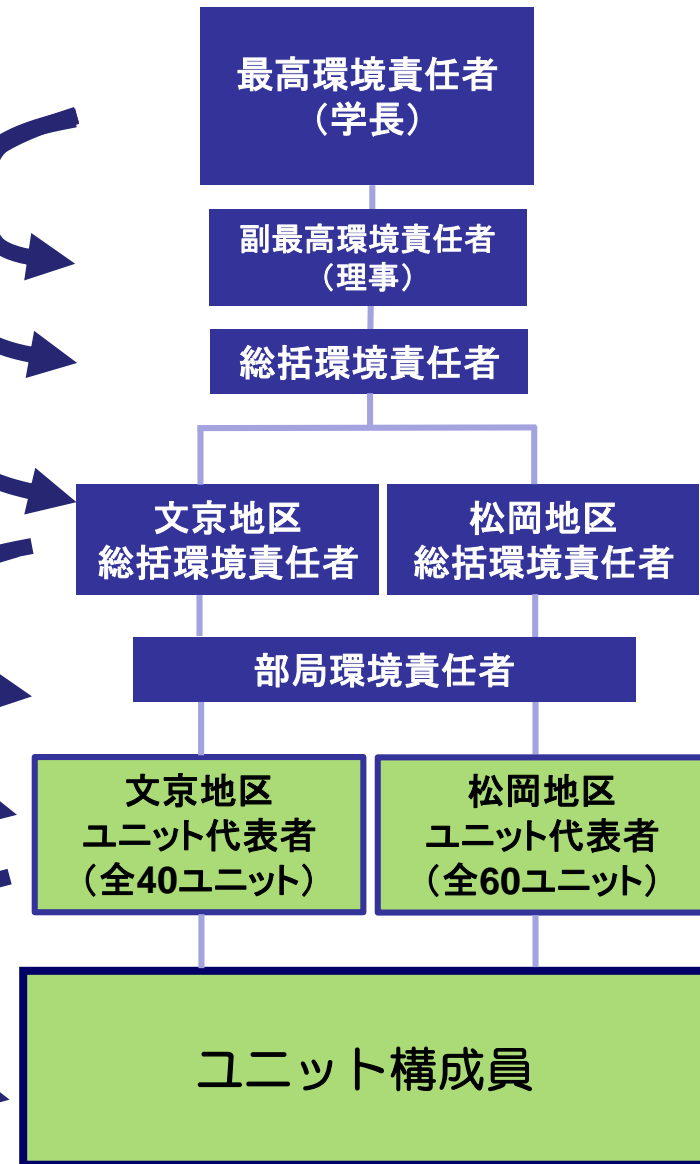 最高環境責任者
（学長）
副最高環境責任者
（理事）
総括環境責任者
文京地区
総括環境責任者
松岡地区
総括環境責任者
部局環境責任者
文京地区
ユニット代表者
（全40ユニット）
松岡地区
ユニット代表者
（全60ユニット）
ユニット構成員